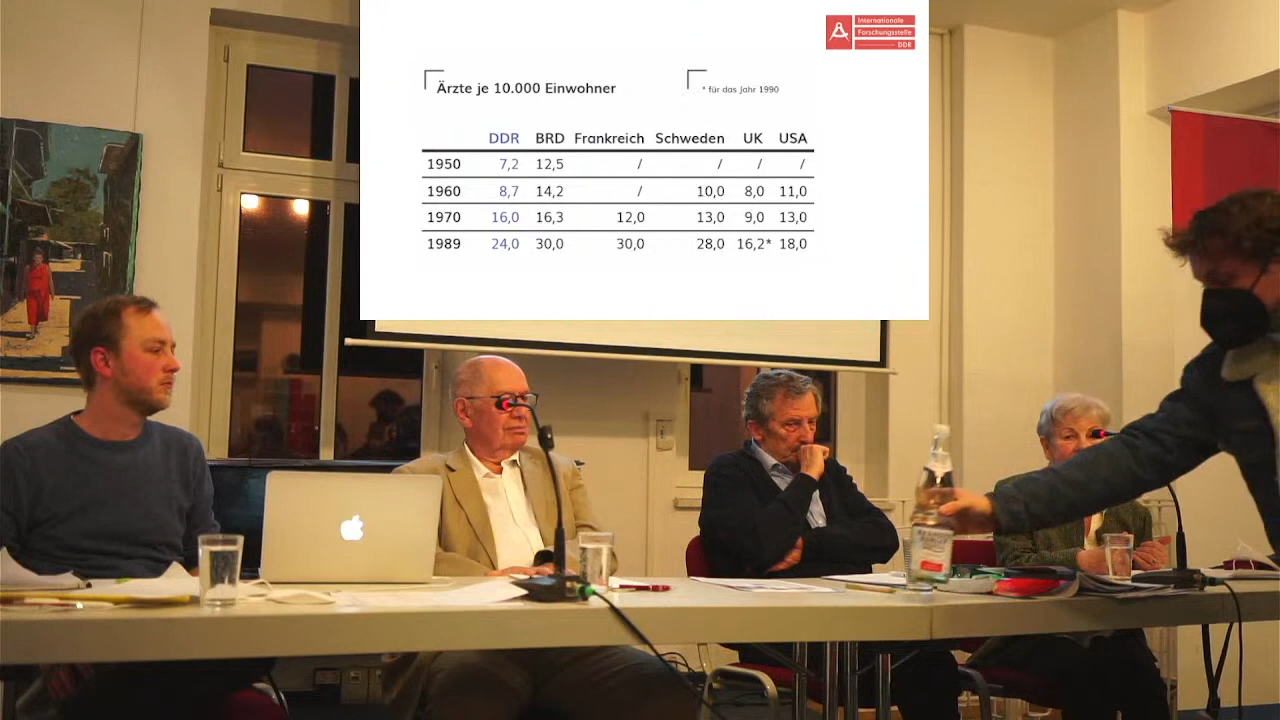 Internationale
Forschungsstelle
DDR
Ärzte je 10.000 Einwohner
* für das Jahr 1990
DDR BRD Frankreich Schweden UK USA
1950 7,2 12,5 / / / /
1960 8,7 14,2 / 10,0 8,0 11,0
1970 16,0 16,3 12,0 13,0 9,0 13,0
1989 24,0 30,0 30,0 28,0 16,2* 18,0